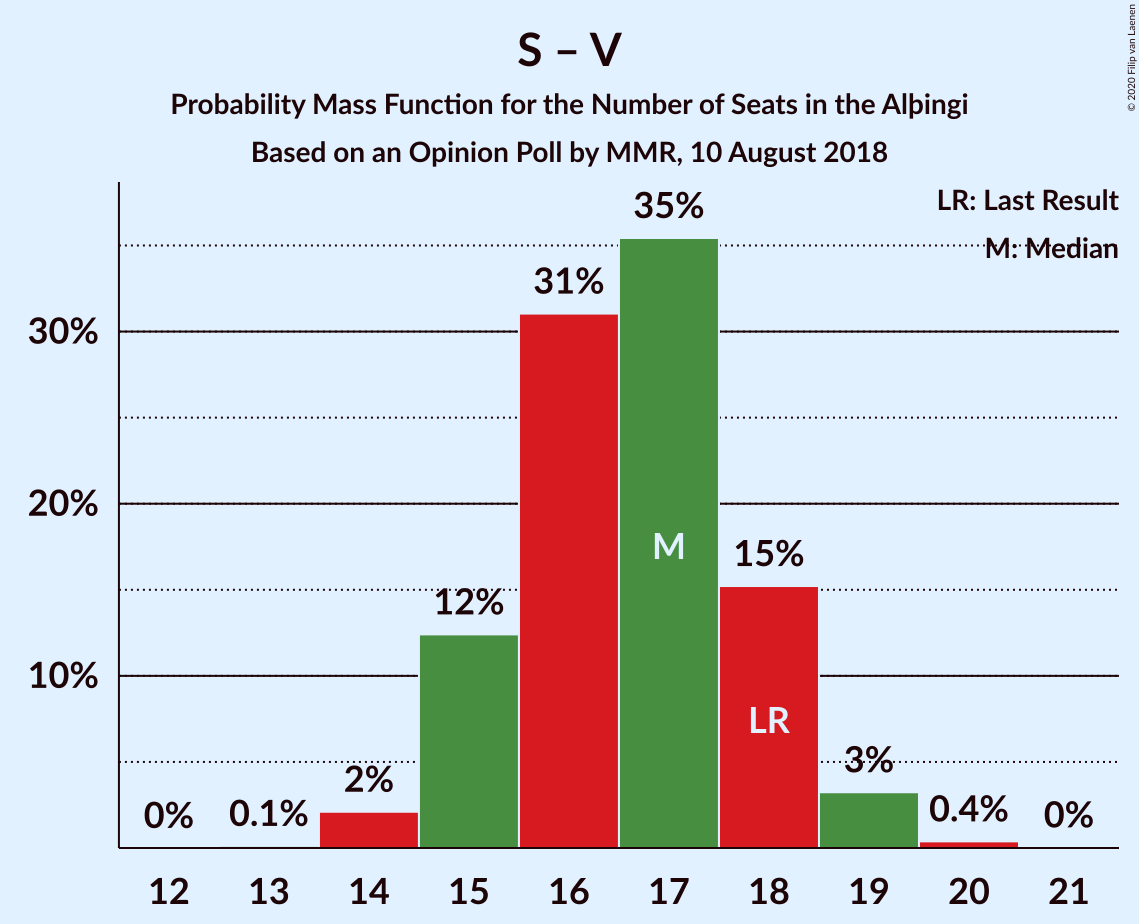 S – V
Probability Mass Function for the Number of Seats in the Alþingi
Based on an Opinion Poll by MMR, 10 August 2018
© 2020 Filip van Laenen
LR: Last Result
M: Median
30%
20%
10%
0%
0.1%
2%
12%
31%
35%
15%
3%
0.4%
0%
M
LR
12 13 14 15 16 17 18 19 20 21